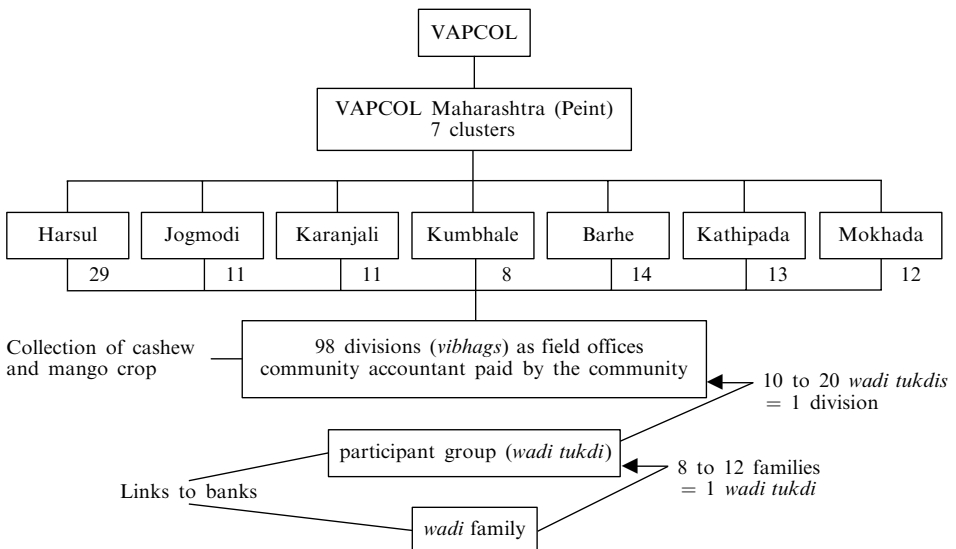 VAPCOL
VAPCOL Maharashtra (Peint)
7 clusters
Harsul
Jogmodi
Karanjali
Kumbhale
Barhe
Kathipada
Mokhada
29
11
11
8
14
13
12
Collection of cashew
and mango crop
98 divisions (vibhags) as field offices
community accountant paid by the community
10 to 20 wadi tukdis
= 1 division
participant group (wadi tukdi)
8 to 12 families
= 1 wadi tukdi
Links to banks
wadi family